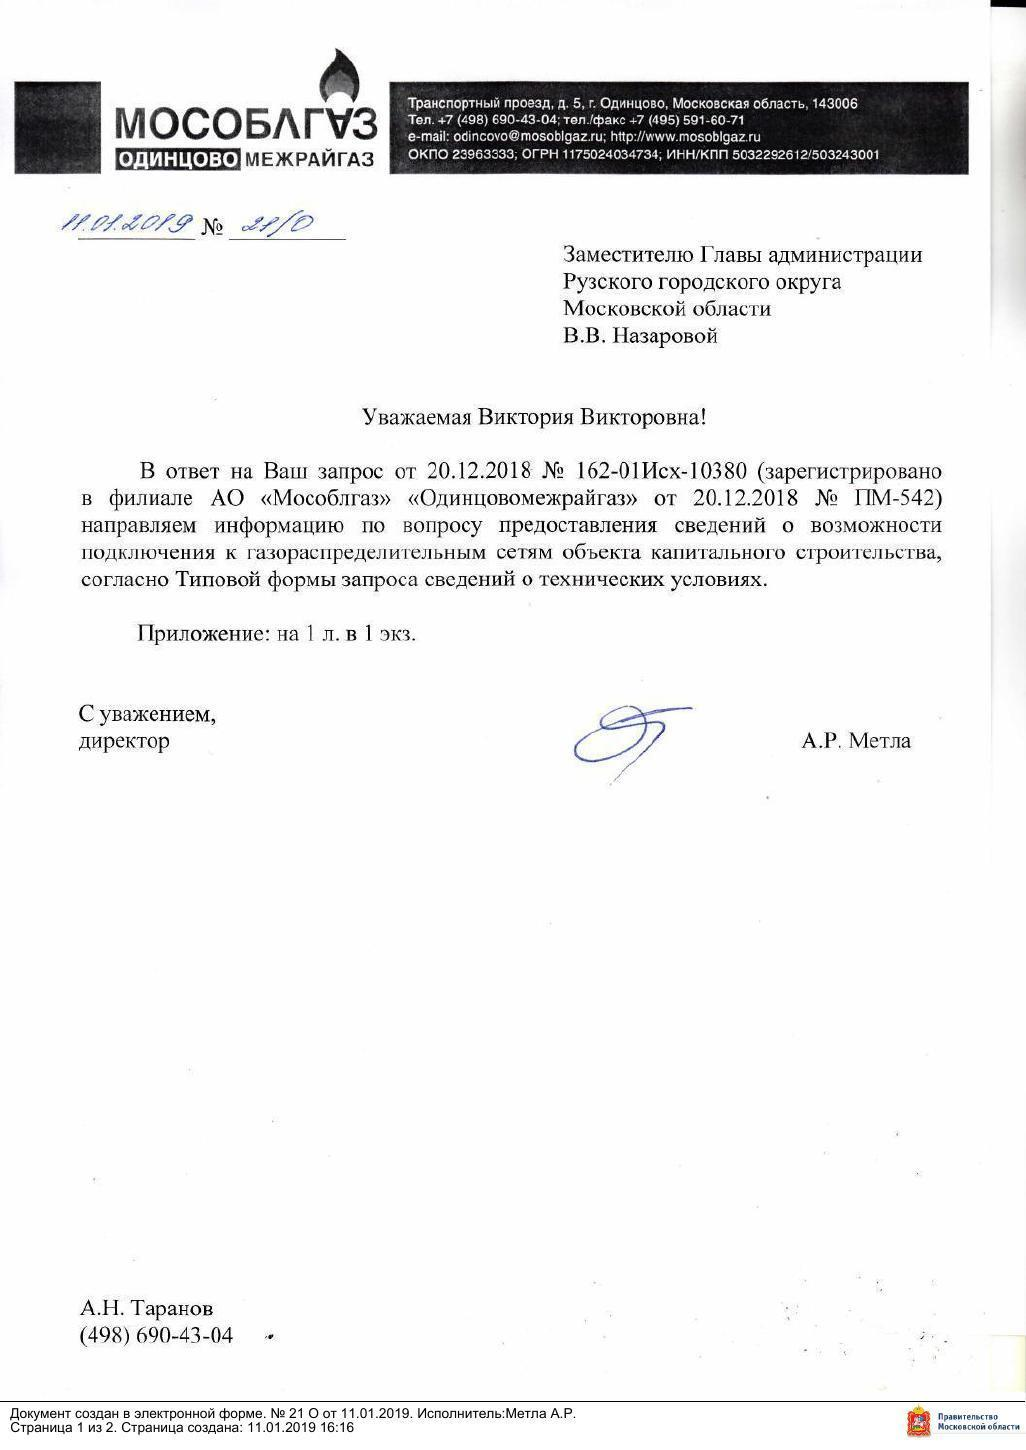 МОСОБЛГАЗ
ОДИНЦОВО МЕЖРАЙГАЗ
Транспортный проезд, д. 5, г. Одинцово, Московская область, 143006
Тел. +7 (498) 690-43-04; тел./факс +7 (495) 591-60-71
e-mail: odincovo@mosoblgaz.ru; http://www.mosoblgaz.ru
ОКПО 23963333; ОГРН 1175024034734; ИНН/КПП 5032292612/503243001
11.01.2019 № 21/О
Заместителю Главы администрации
Рузского городского округа
Московской области
В.В. Назаровой
Уважаемая Виктория Викторовна!
В ответ на Ваш запрос от 20.12.2018 № 162-01Исх-10380 (зарегистрировано
в филиале АО «Мособлгаз» «Одинцовомежрайгаз» от 20.12.2018 № ПМ-542)
направляем информацию по вопросу предоставления сведений о возможности
подключения к газораспределительным сетям объекта капитального строительства,
согласно Типовой формы запроса сведений о технических условиях.
Приложение: на 1 л. в 1 экз.
С уважением,
директор
А.Р. Метла
А.Н. Таранов
(498) 690-43-04
Документ создан в электронной форме. № 21 О от 11.01.2019. Исполнитель:Метла А.Р.
Страница 1 из 2. Страница создана: 11.01.2019 16:16
Правительство
Московской области